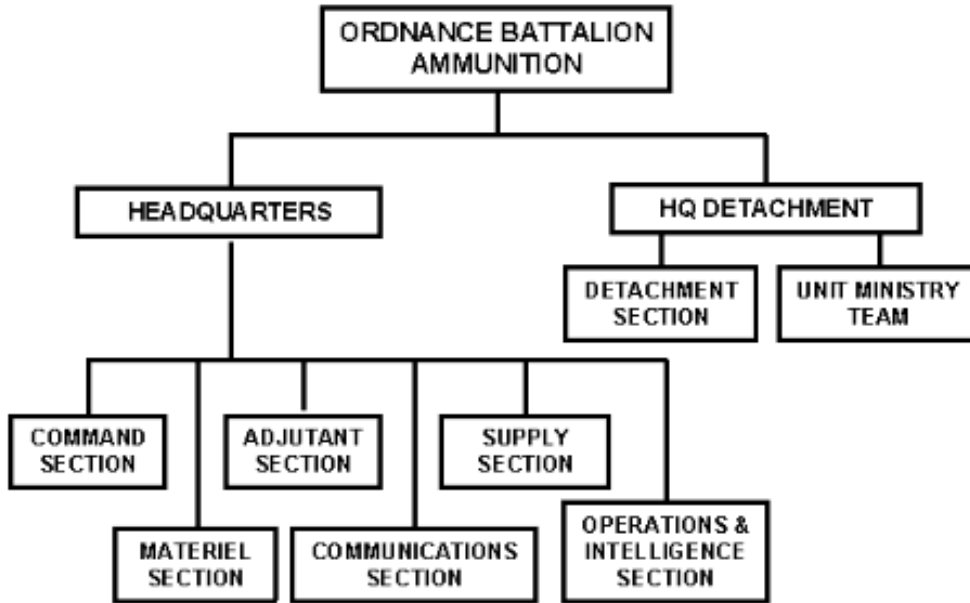 ORDNANCE BATTALION
AMMUNITION
HEADQUARTERS
HQ DETACHMENT
DETACHMENT
SECTION
UNIT MINISTRY
TEAM
COMMAND
SECTION
ADJUTANT
SECTION
SUPPLY
SECTION
MATERIEL
SECTION
COMMUNICATIONS
SECTION
OPERATIONS &
INTELLIGENCE
SECTION